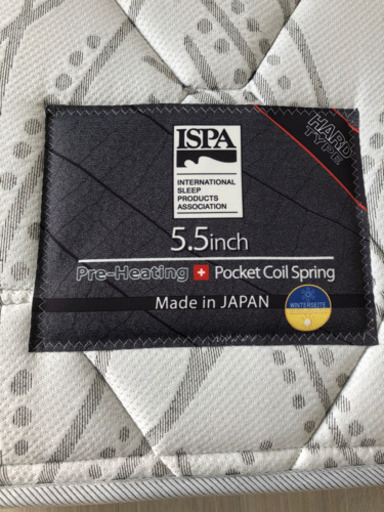 HARD
TYPE
ISPA
INTERNATIONAL
SLEEP
PRODUCTS
ASSOCIATION
5.5inch
Pre-Heating + Pocket Coil Spring
Made in JAPAN
WINTERSEITE